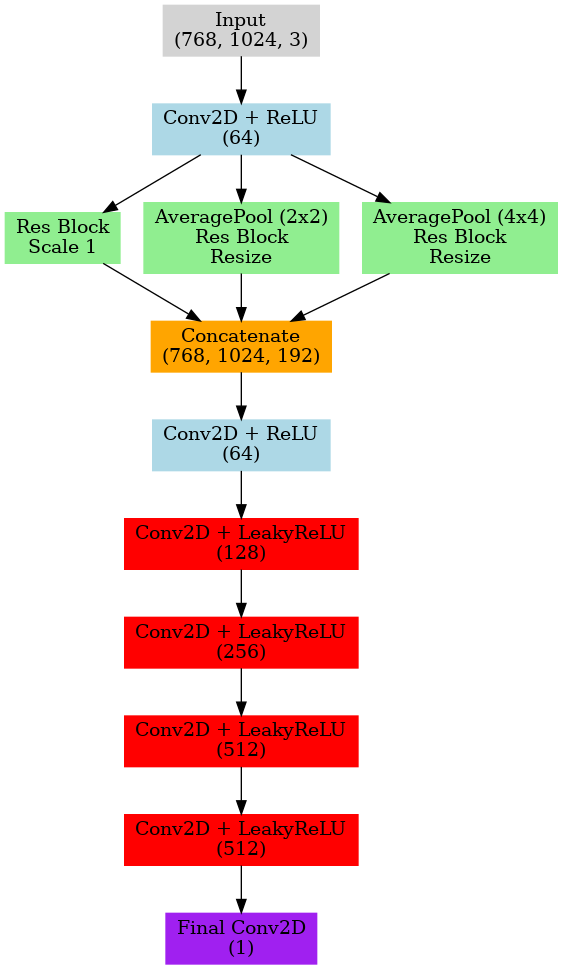 Input
(768, 1024, 3)
Conv2D + ReLU
(64)
Res Block
Scale 1
AveragePool (2x2)
Res Block
Resize
AveragePool (4x4)
Res Block
Resize
Concatenate
(768, 1024, 192)
Conv2D + ReLU
(64)
Conv2D + LeakyReLU
(128)
Conv2D + LeakyReLU
(256)
Conv2D + LeakyReLU
(512)
Conv2D + LeakyReLU
(512)
Final Conv2D
(1)